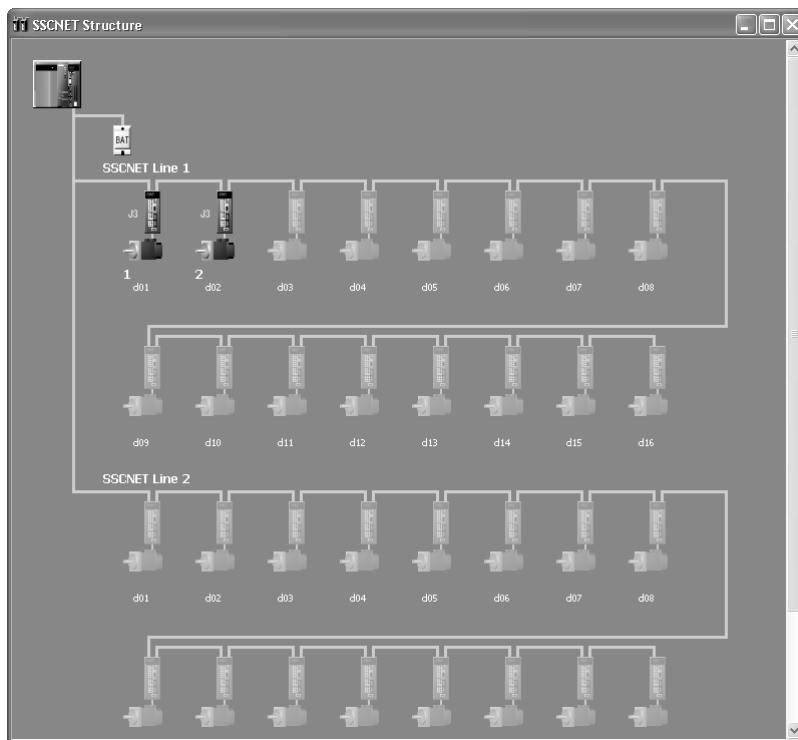 SSCNET Structure
BAT
SSCNET Line 1
J3 J3
1 2
d01 d02 d03 d04 d05 d06 d07 d08
d09 d10 d11 d12 d13 d14 d15 d16
SSCNET Line 2
d01 d02 d03 d04 d05 d06 d07 d08